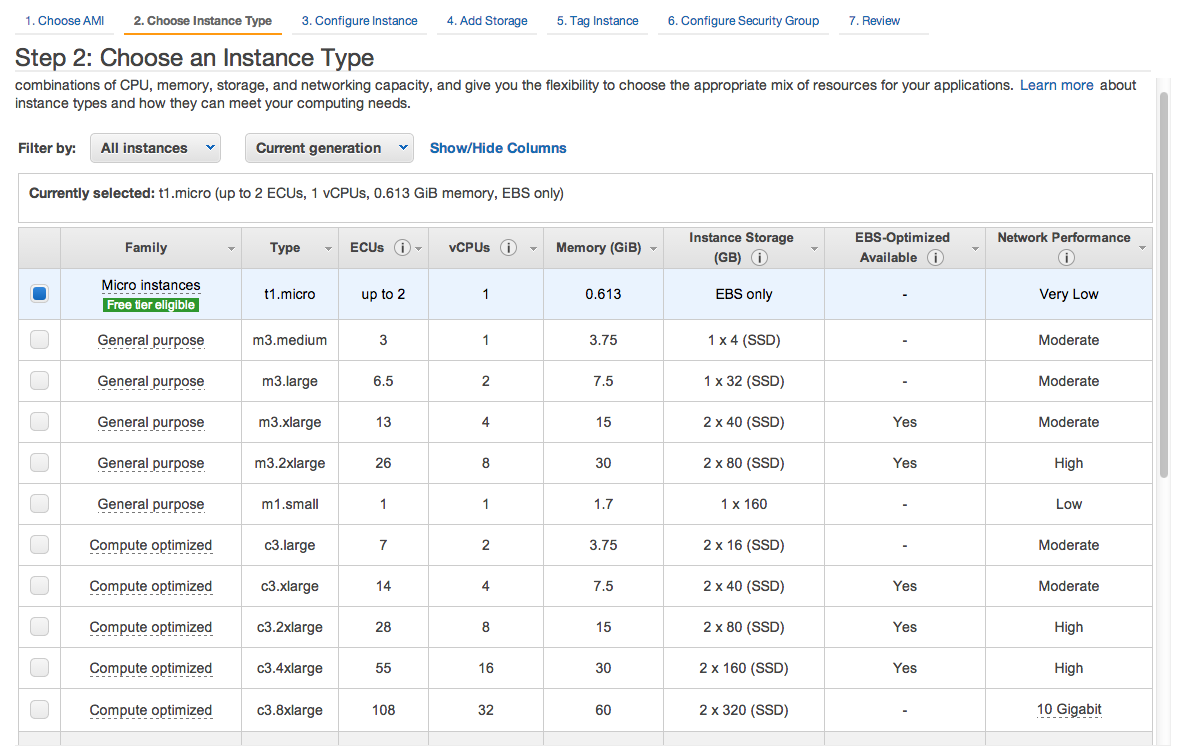 1. Choose AMI 2. Choose Instance Type 3. Configure Instance 4. Add Storage 5. Tag Instance 6. Configure Security Group 7. Review
Step 2: Choose an Instance Type
combinations of CPU, memory, storage, and networking capacity, and give you the flexibility to choose the appropriate mix of resources for your applications. Learn more about
instance types and how they can meet your computing needs.
Filter by: All instances Current generation Show/Hide Columns
Currently selected: t1.micro (up to 2 ECUs, 1 vCPUs, 0.613 GiB memory, EBS only)
Family Type ECUs i vCPUs i Memory (GiB) Instance Storage (GB) i EBS-Optimized Available i Network Performance i
Micro instances Free tier eligible t1.micro up to 2 1 0.613 EBS only - Very Low
General purpose m3.medium 3 1 3.75 1 x 4 (SSD) - Moderate
General purpose m3.large 6.5 2 7.5 1 x 32 (SSD) - Moderate
General purpose m3.xlarge 13 4 15 2 x 40 (SSD) Yes Moderate
General purpose m3.2xlarge 26 8 30 2 x 80 (SSD) Yes High
General purpose m1.small 1 1 1.7 1 x 160 - Low
Compute optimized c3.large 7 2 3.75 2 x 16 (SSD) - Moderate
Compute optimized c3.xlarge 14 4 7.5 2 x 40 (SSD) Yes Moderate
Compute optimized c3.2xlarge 28 8 15 2 x 80 (SSD) Yes High
Compute optimized c3.4xlarge 55 16 30 2 x 160 (SSD) Yes High
Compute optimized c3.8xlarge 108 32 60 2 x 320 (SSD) - 10 Gigabit